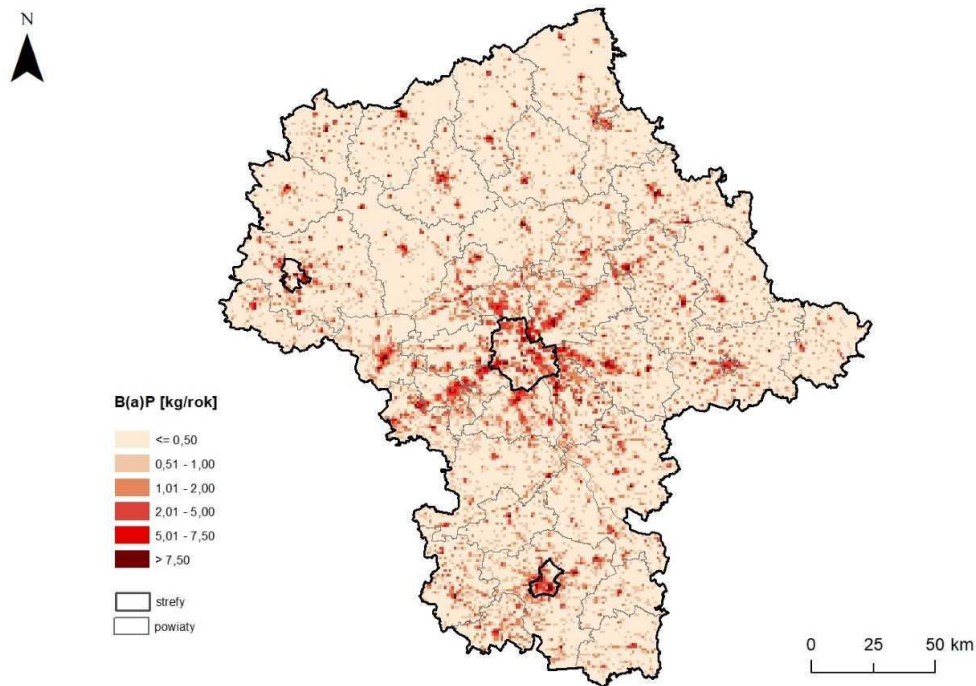 N
B(a)P [kg/rok]
<= 0,50
0,51 - 1,00
1,01 - 2,00
2,01 - 5,00
5,01 - 7,50
> 7,50
strefy
powiaty
0 25 50 km